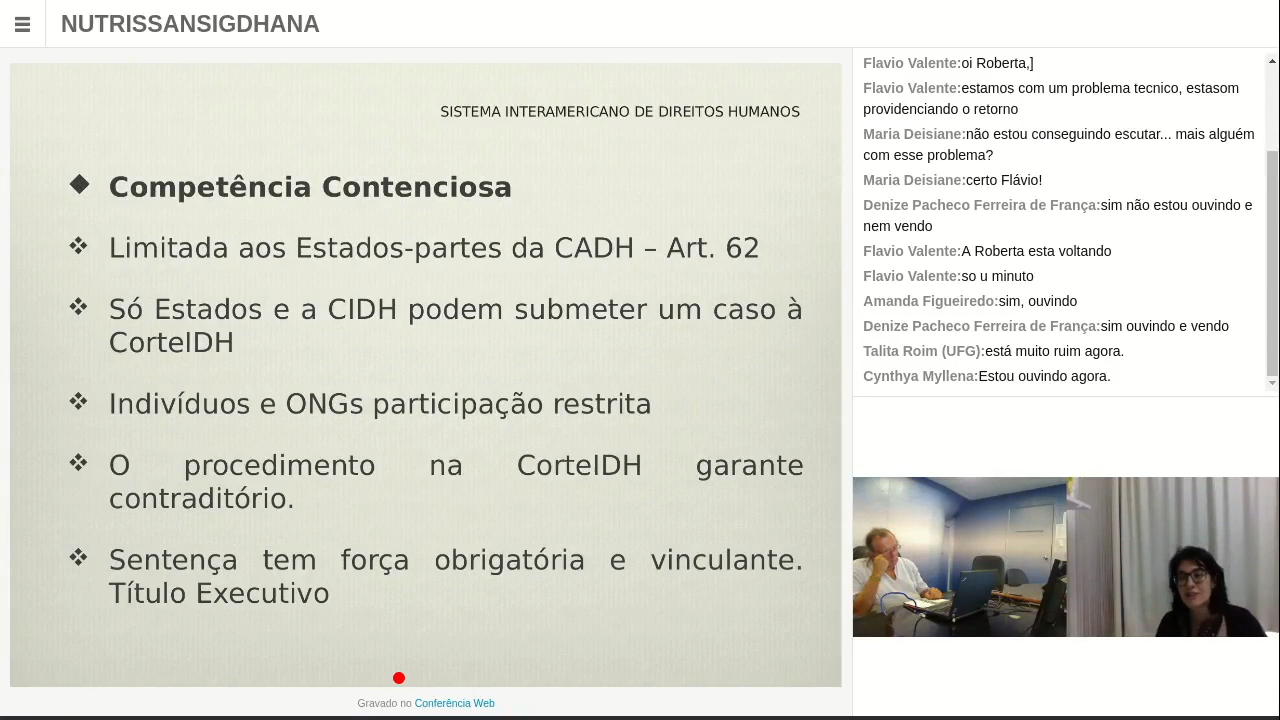 NUTRISSANSIGDHANA
SISTEMA INTERAMERICANO DE DIREITOS HUMANOS
Competência Contenciosa
Limitada aos Estados-partes da CADH – Art. 62
Só Estados e a CIDH podem submeter um caso à
CorteIDH
Indivíduos e ONGs participação restrita
O procedimento na CorteIDH garante
contraditório.
Sentença tem força obrigatória e vinculante.
Título Executivo
Gravado no Conferência Web
Flavio Valente:oi Roberta,]
Flavio Valente:estamos com um problema tecnico, estasom
providenciando o retorno
Maria Deisiane:não estou conseguindo escutar... mais alguém
com esse problema?
Maria Deisiane:certo Flávio!
Denize Pacheco Ferreira de França:sim não estou ouvindo e
nem vendo
Flavio Valente:A Roberta esta voltando
Flavio Valente:so u minuto
Amanda Figueiredo:sim, ouvindo
Denize Pacheco Ferreira de França:sim ouvindo e vendo
Talita Roim (UFG):está muito ruim agora.
Cynthya Myllena:Estou ouvindo agora.